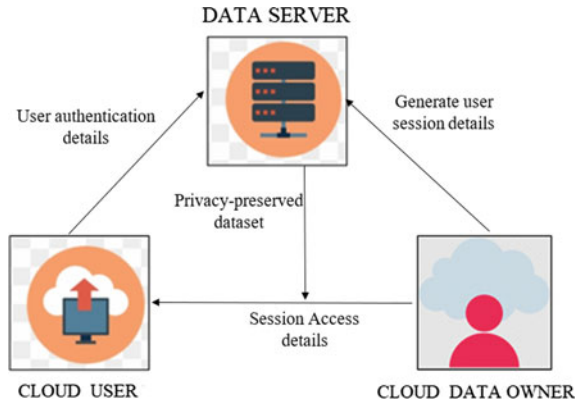 DATA SERVER
User authentication
details
Generate user
session details
Privacy-preserved
dataset
Session Access
details
CLOUD USER
CLOUD DATA OWNER